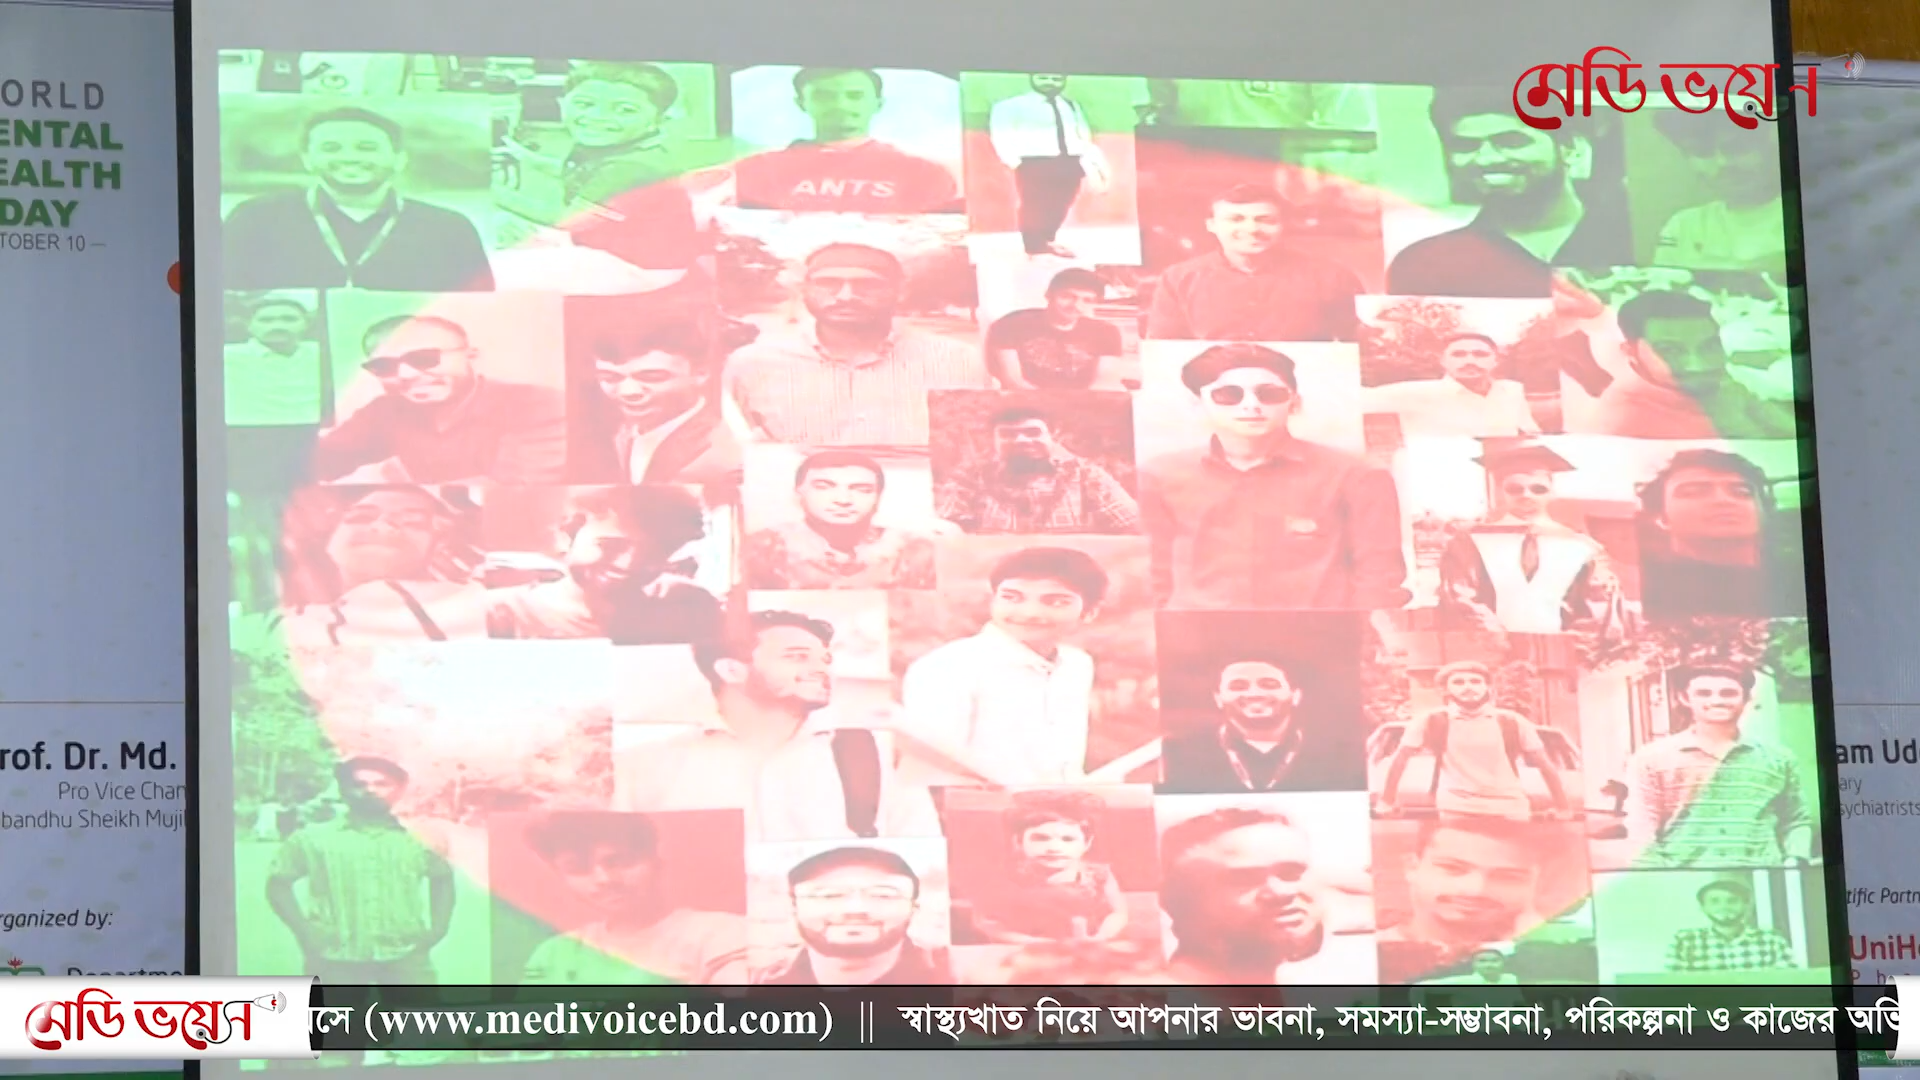 মেডি ভয়েস
ORLD
ENTAL
EALTH
DAY
TOBER 10 —
ANTS
rof. Dr. Md.
Pro Vice Chan
bandhu Sheikh Muji
rganized by:
Departme
am Ud
ary
sychiatrists
tific Partn
UniHe
মেডি ভয়েস
সে (www.medivoicebd.com) || স্বাস্থ্যখাত নিয়ে আপনার ভাবনা, সমস্যা-সম্ভাবনা, পরিকল্পনা ও কাজের অভি